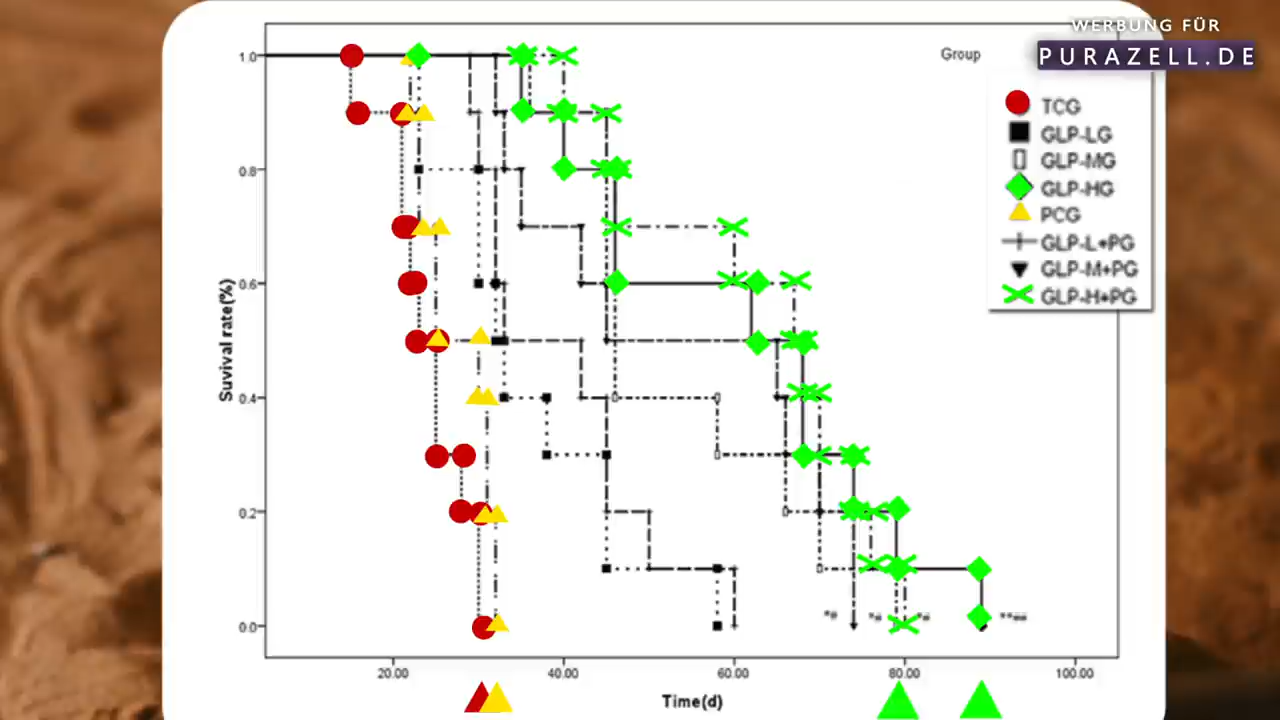 WERBUNG FÜR
PURAZELL.DE
Group
TCG
GLP-LG
GLP-MG
GLP-HG
PCG
GLP-L+PG
GLP-M+PG
GLP-H+PG
Suvival rate(%)
1.0
0.8
0.6
0.4
0.2
0.0
20.00 40.00 60.00 80.00 100.00
Time(d)